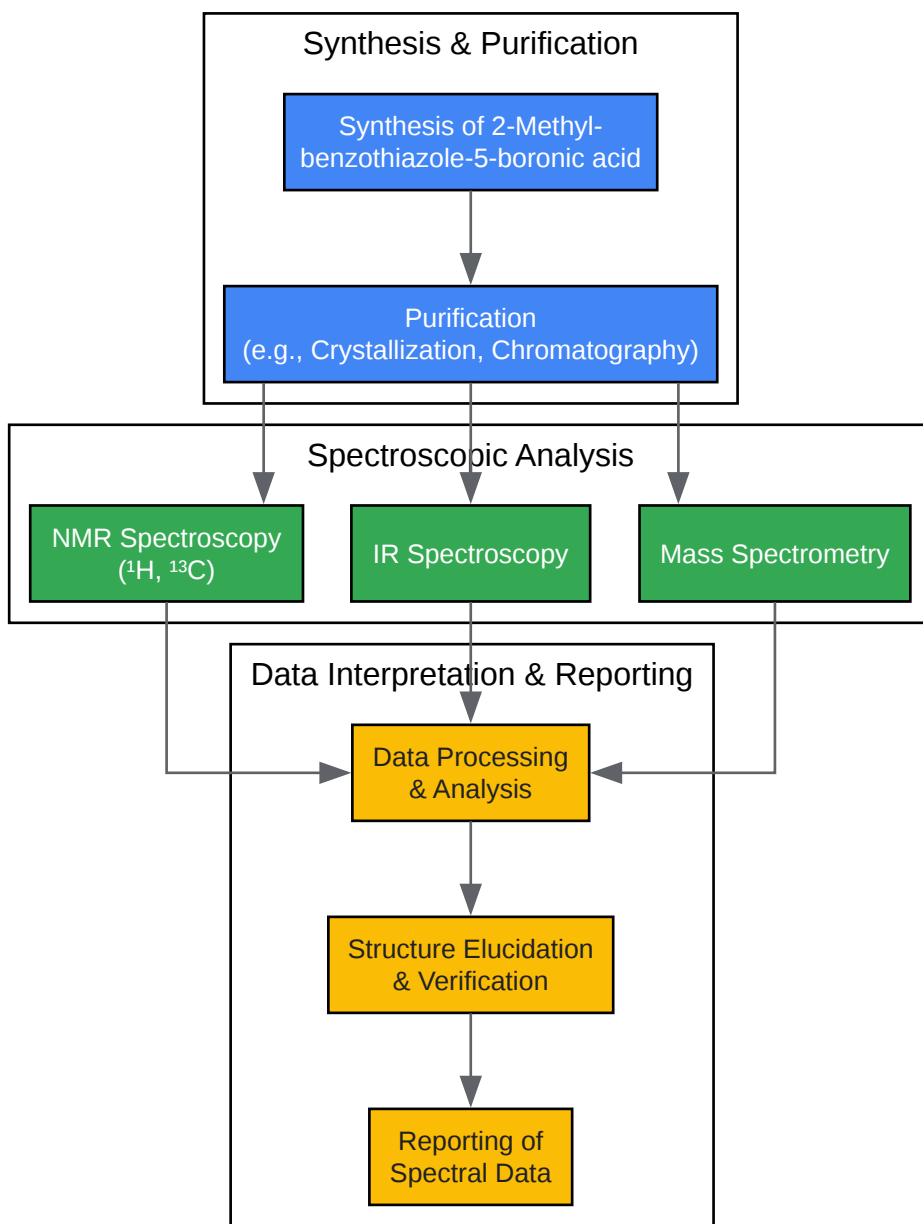 Synthesis & Purification
Synthesis of 2-Methyl-
benzothiazole-5-boronic acid
Purification
(e.g., Crystallization, Chromatography)
Spectroscopic Analysis
NMR Spectroscopy
(¹H, ¹³C)
IR Spectroscopy
Mass Spectrometry
Data Interpretation & Reporting
Data Processing
& Analysis
Structure Elucidation
& Verification
Reporting of
Spectral Data